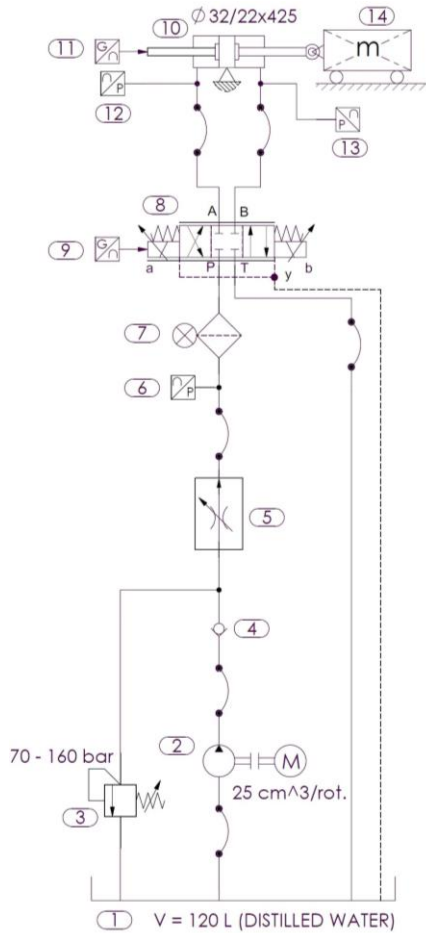 10 Ø 32/22x425 14
11 G m
P 12
P 13
8 A B
9 G
a P T y b
7
6 P
5
4
70 - 160 bar 2 M
25 cm^3/rot.
3
1 V = 120 L (DISTILLED WATER)